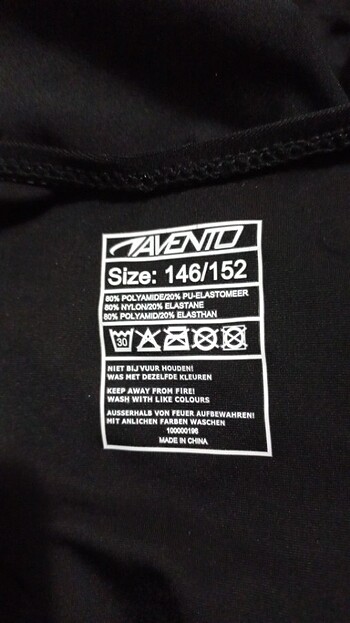 AVENTO
Size: 146/152
80% POLYAMIDE/20% PU-ELASTOMEER
80% NYLON/20% ELASTANE
80% POLYAMID/20% ELASTHAN
30
NIET BIJ VUUR HOUDEN!
WAS MET DEZELFDE KLEUREN
KEEP AWAY FROM FIRE!
WASH WITH LIKE COLOURS
AUSSERHALB VON FEUER AUFBEWAHREN!
MIT ANLICHEN FARBEN WASCHEN
100000196
MADE IN CHINA